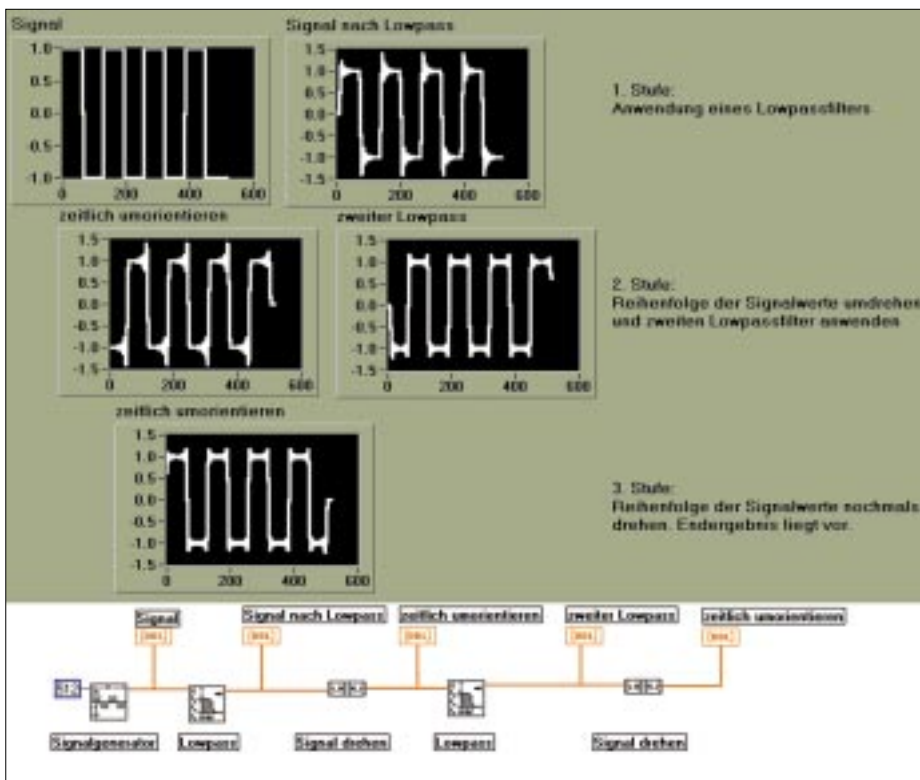 Signal
Signal nach Lowpass
1.0
0.5
0.0
-0.5
-1.0
0 200 400 600
1.5
1.0
0.5
0.0
-0.5
-1.0
-1.5
0 200 400 600
1. Stufe:
Anwendung eines Lowpassfilters
zeitlich umorientieren
zweiter Lowpass
1.5
1.0
0.5
0.0
-0.5
-1.0
-1.5
0 200 400 600
1.5
1.0
0.5
0.0
-0.5
-1.0
-1.5
0 200 400 600
2. Stufe:
Reihenfolge der Signalwerte umdrehen
und zweiten Lowpassfilter anwenden
zeitlich umorientieren
1.5
1.0
0.5
0.0
-0.5
-1.0
-1.5
0 200 400 600
3. Stufe:
Reihenfolge der Signalwerte nochmals
drehen. Endergebnis liegt vor.
Signal
Signal nach Lowpass
zeitlich umorientieren
zweiter Lowpass
zeitlich umorientieren
Signalgenerator
Lowpass
Signal drehen
Lowpass
Signal drehen